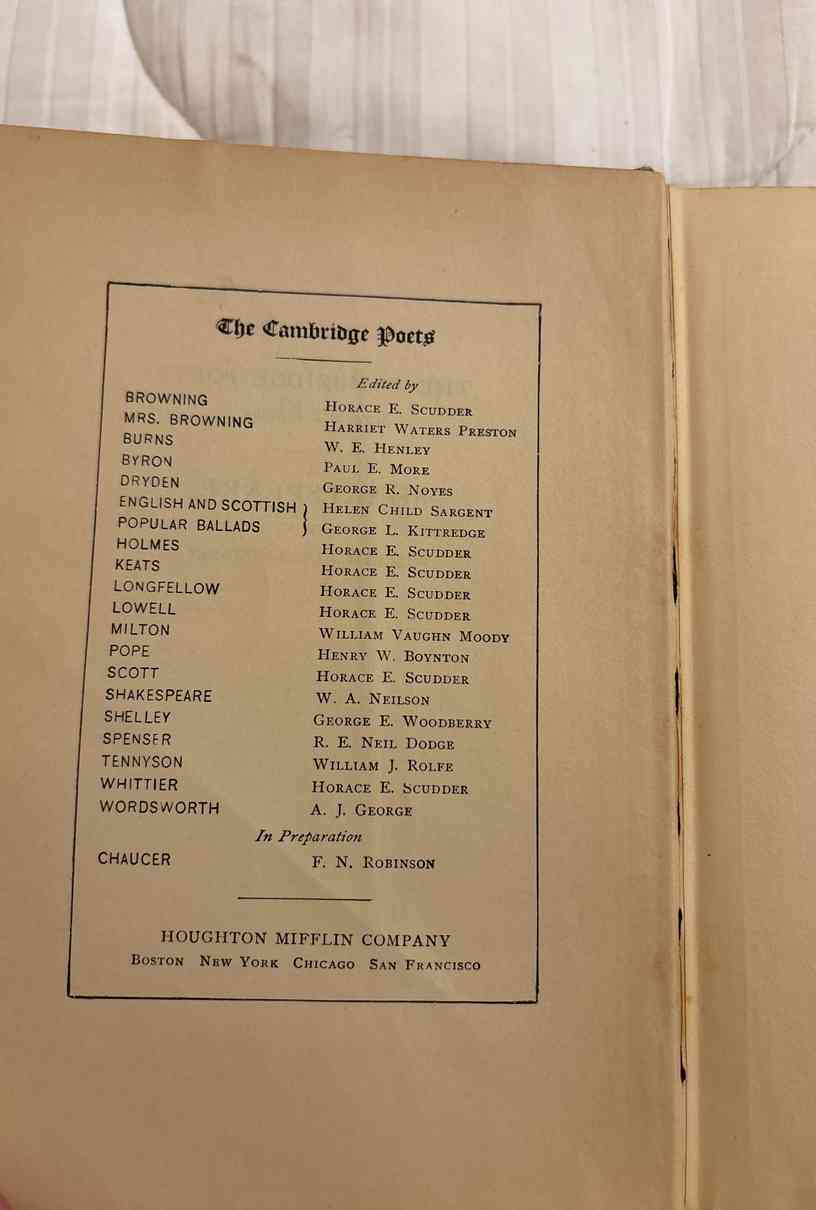 The Cambridge Poets
Edited by
BROWNING HORACE E. SCUDDER
MRS. BROWNING HARRIET WATERS PRESTON
BURNS W. E. HENLEY
BYRON PAUL E. MORE
DRYDEN GEORGE R. NOYES
ENGLISH AND SCOTTISH } HELEN CHILD SARGENT
POPULAR BALLADS } GEORGE L. KITTREDGE
HOLMES HORACE E. SCUDDER
KEATS HORACE E. SCUDDER
LONGFELLOW HORACE E. SCUDDER
LOWELL HORACE E. SCUDDER
MILTON WILLIAM VAUGHN MOODY
POPE HENRY W. BOYNTON
SCOTT HORACE E. SCUDDER
SHAKESPEARE W. A. NEILSON
SHELLEY GEORGE E. WOODBERRY
SPENSER R. E. NEIL DODGE
TENNYSON WILLIAM J. ROLFE
WHITTIER HORACE E. SCUDDER
WORDSWORTH A. J. GEORGE
In Preparation
CHAUCER F. N. ROBINSON
HOUGHTON MIFFLIN COMPANY
BOSTON NEW YORK CHICAGO SAN FRANCISCO